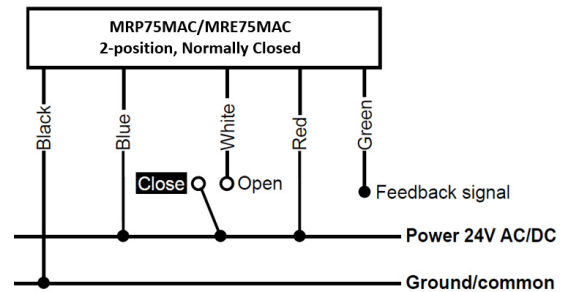 MRP75MAC/MRE75MAC
2-position, Normally Closed
Black
Blue
White
Red
Green
Close
Open
Feedback signal
Power 24V AC/DC
Ground/common